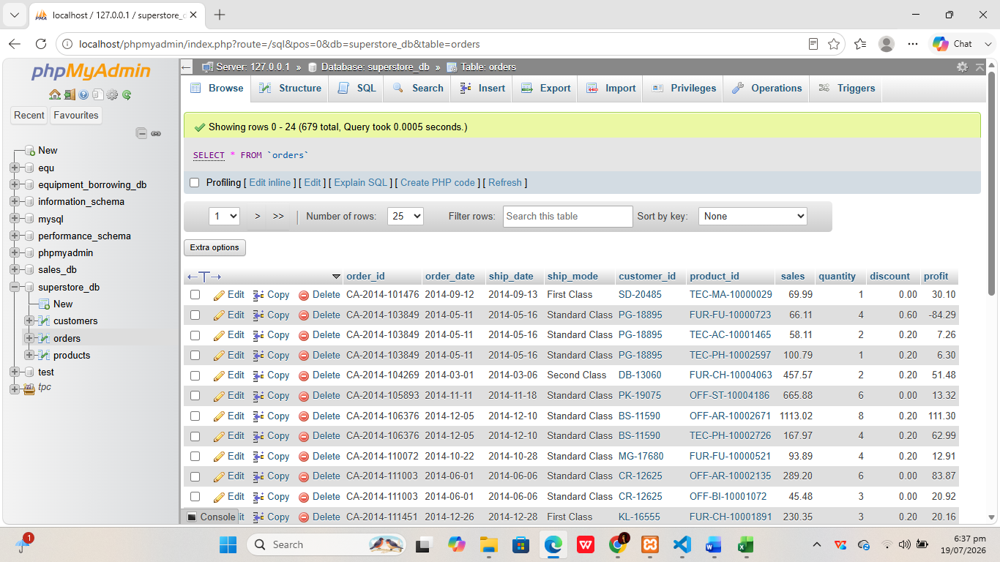 localhost / 127.0.0.1 / superstore_d
localhost/phpmyadmin/index.php?route=/sql&pos=0&db=superstore_db&table=orders
Chat
phpMyAdmin
Recent
Favourites
New
equ
equipment_borrowing_db
information_schema
mysql
performance_schema
phpmyadmin
sales_db
superstore_db
New
customers
orders
products
test
tpc
Server: 127.0.0.1 » Database: superstore_db » Table: orders
Browse Structure SQL Search Insert Export Import Privileges Operations Triggers
Showing rows 0 - 24 (679 total, Query took 0.0005 seconds.)
SELECT * FROM `orders`
Profiling [ Edit inline ] [ Edit ] [ Explain SQL ] [ Create PHP code ] [ Refresh ]
1 > >> | Number of rows: 25 Filter rows: Search this table Sort by key: None
Extra options
order_id order_date ship_date ship_mode customer_id product_id sales quantity discount profit
Edit Copy Delete CA-2014-101476 2014-09-12 2014-09-13 First Class SD-20485 TEC-MA-10000029 69.99 1 0.00 30.10
Edit Copy Delete CA-2014-103849 2014-05-11 2014-05-16 Standard Class PG-18895 FUR-FU-10000723 66.11 4 0.60 -84.29
Edit Copy Delete CA-2014-103849 2014-05-11 2014-05-16 Standard Class PG-18895 TEC-AC-10001465 58.11 2 0.20 7.26
Edit Copy Delete CA-2014-103849 2014-05-11 2014-05-16 Standard Class PG-18895 TEC-PH-10002597 100.79 1 0.20 6.30
Edit Copy Delete CA-2014-104269 2014-03-01 2014-03-06 Second Class DB-13060 FUR-CH-10004063 457.57 2 0.20 51.48
Edit Copy Delete CA-2014-105893 2014-11-11 2014-11-18 Standard Class PK-19075 OFF-ST-10004186 665.88 6 0.00 13.32
Edit Copy Delete CA-2014-106376 2014-12-05 2014-12-10 Standard Class BS-11590 OFF-AR-10002671 1113.02 8 0.20 111.30
Edit Copy Delete CA-2014-106376 2014-12-05 2014-12-10 Standard Class BS-11590 TEC-PH-10002726 167.97 4 0.20 62.99
Edit Copy Delete CA-2014-110072 2014-10-22 2014-10-28 Standard Class MG-17680 FUR-FU-10000521 93.89 4 0.20 12.91
Edit Copy Delete CA-2014-111003 2014-06-01 2014-06-06 Standard Class CR-12625 OFF-AR-10002135 289.20 6 0.00 83.87
Edit Copy Delete CA-2014-111003 2014-06-01 2014-06-06 Standard Class CR-12625 OFF-BI-10001072 45.48 3 0.00 20.92
Console it Copy Delete CA-2014-111451 2014-12-26 2014-12-28 First Class KL-16555 FUR-CH-10001891 230.35 3 0.20 20.16
1
Search
6:37 pm
19/07/2026